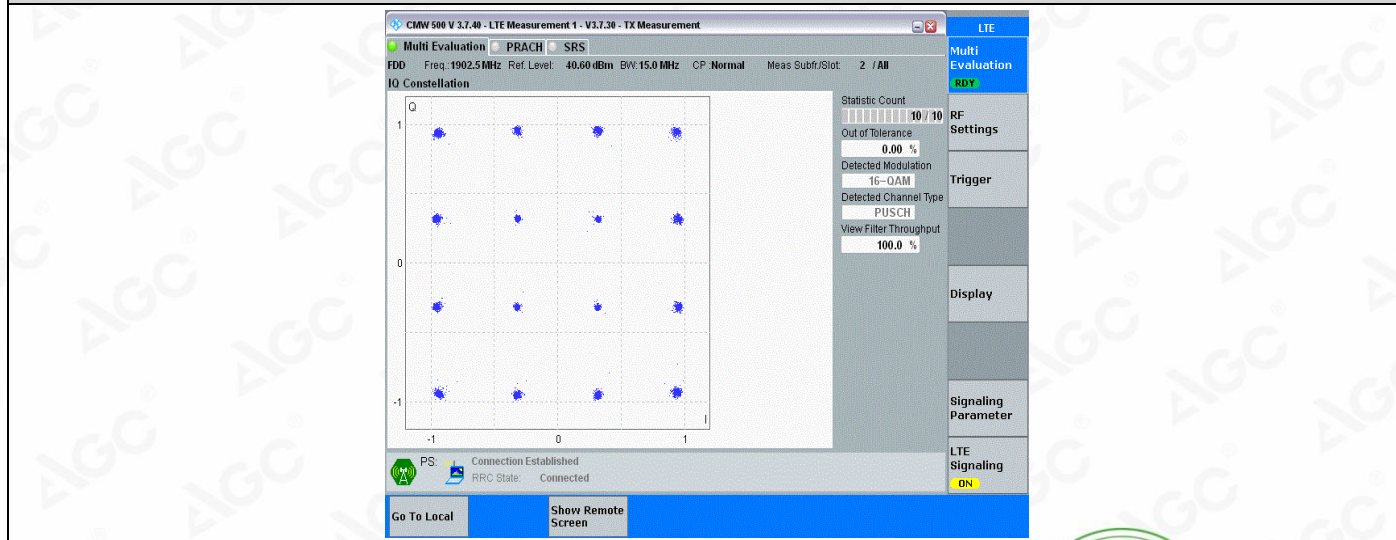 CMW 500 V 3.7.40 - LTE Measurement 1 - V3.7.30 - TX Measurement
LTE
Multi Evaluation PRACH SRS
FDD Freq.:1902.5 MHz Ref. Level: 40.60 dBm BW:15.0 MHz CP :Normal Meas Subfr./Slot: 2 / All
IQ Constellation
Q
1
0
-1
-1 0 1
I
Statistic Count
10 / 10
Out of Tolerance
0.00 %
Detected Modulation
16-QAM
Detected Channel Type
PUSCH
View Filter Throughput
100.0 %
Multi
Evaluation
RDY
RF
Settings
Trigger
Display
Signaling
Parameter
LTE
Signaling
ON
PS: Connection Established
RRC State: Connected
Go To Local
Show Remote
Screen
AGC